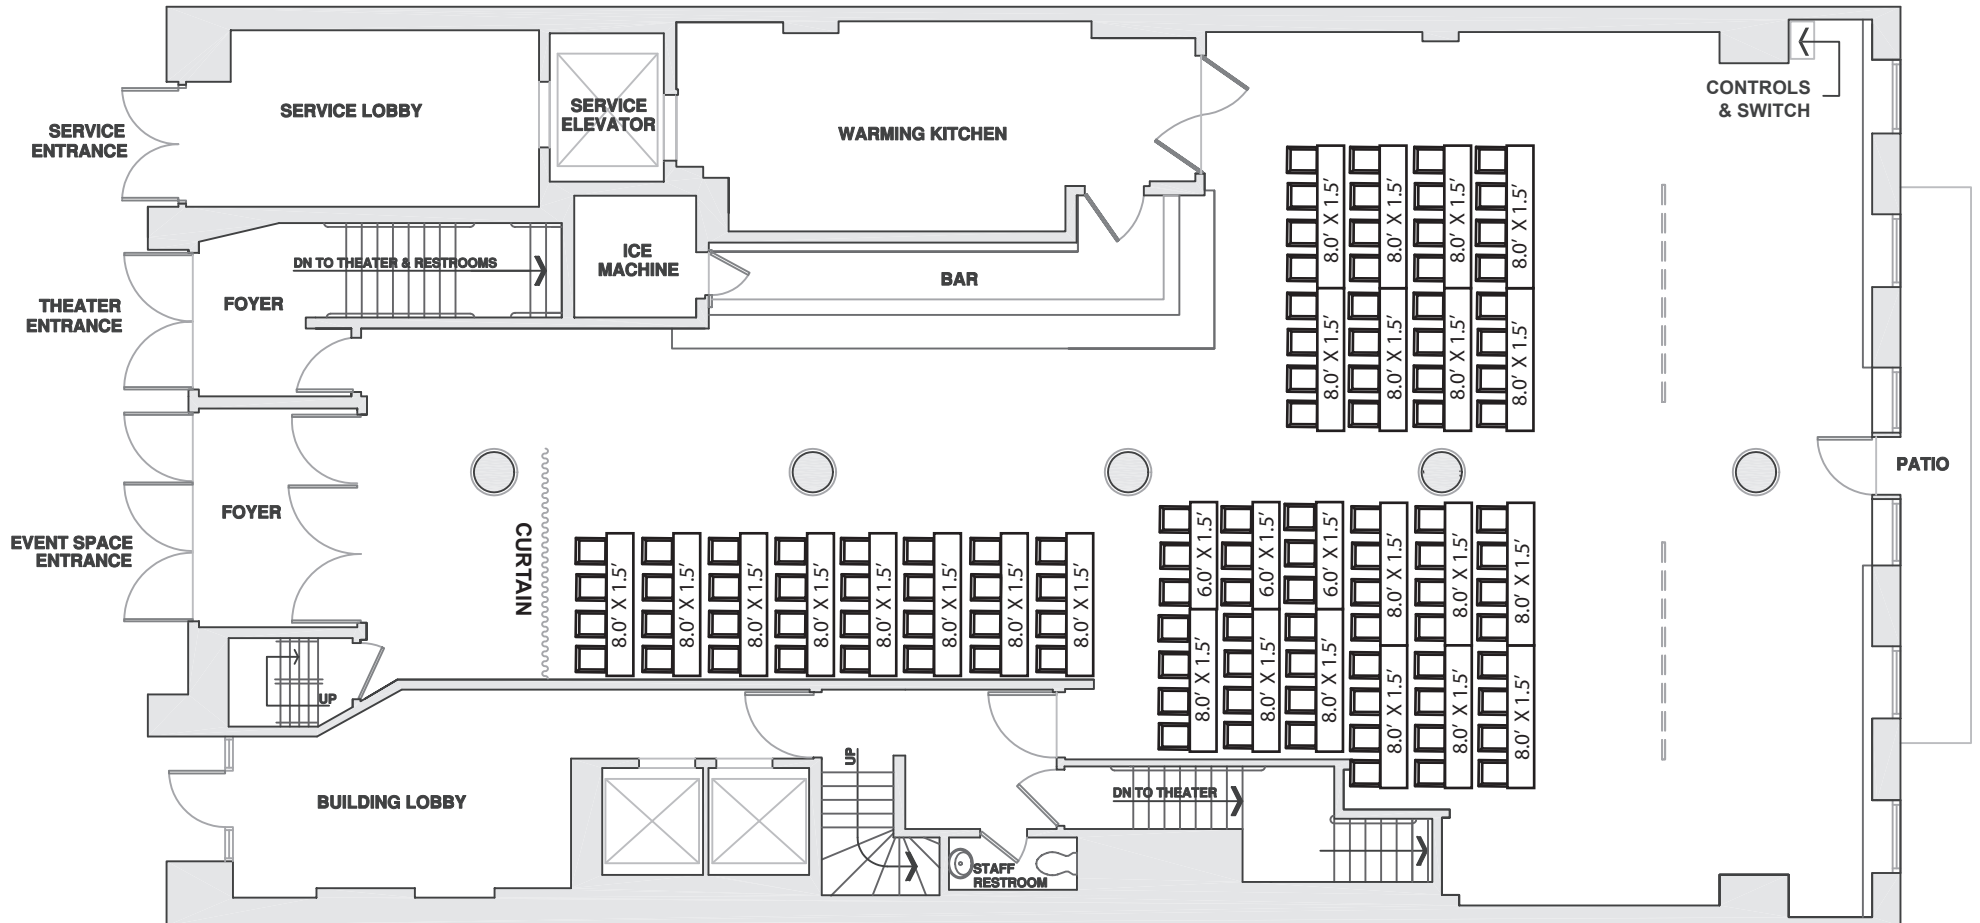 SERVICE LOBBY
SERVICE
ELEVATOR
WARMING KITCHEN
CONTROLS
& SWITCH
SERVICE
ENTRANCE
ICE
MACHINE
BAR
DN TO THEATER & RESTROOMS
FOYER
THEATER
ENTRANCE
8.0' X 1.5'
8.0' X 1.5'
8.0' X 1.5'
8.0' X 1.5'
8.0' X 1.5'
8.0' X 1.5'
8.0' X 1.5'
8.0' X 1.5'
PATIO
FOYER
EVENT SPACE
ENTRANCE
CURTAIN
8.0' X 1.5'
8.0' X 1.5'
8.0' X 1.5'
8.0' X 1.5'
8.0' X 1.5'
8.0' X 1.5'
8.0' X 1.5'
8.0' X 1.5'
6.0' X 1.5'
6.0' X 1.5'
6.0' X 1.5'
8.0' X 1.5'
8.0' X 1.5'
8.0' X 1.5'
8.0' X 1.5'
8.0' X 1.5'
8.0' X 1.5'
8.0' X 1.5'
8.0' X 1.5'
8.0' X 1.5'
UP
UP
BUILDING LOBBY
DN TO THEATER
STAFF
RESTROOM